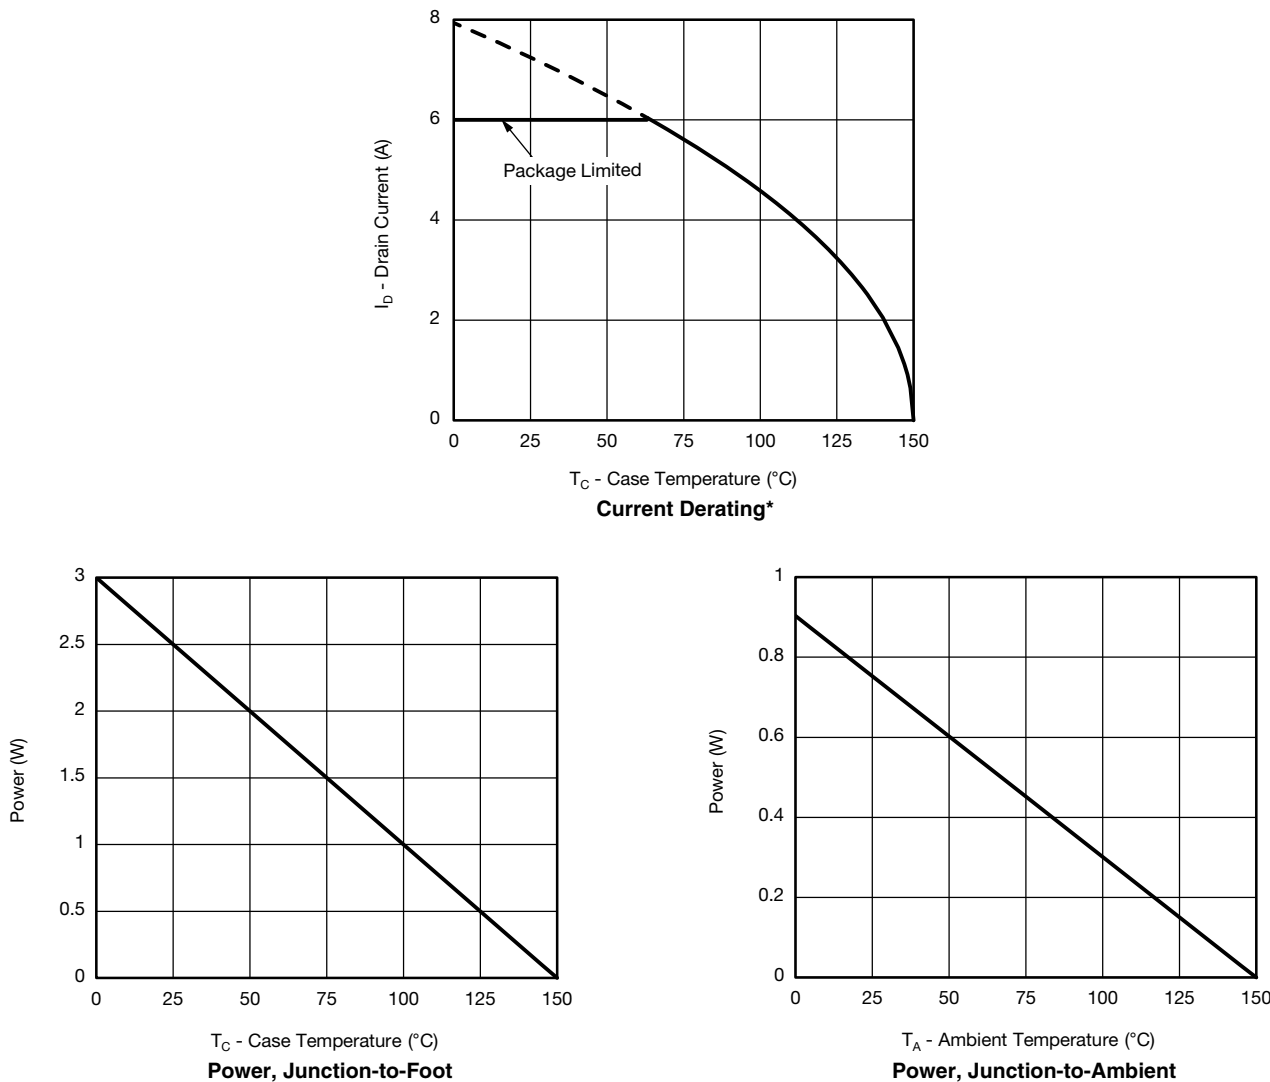 8
6
4
2
0
I_D - Drain Current (A)
Package Limited
0 25 50 75 100 125 150
T_C - Case Temperature (°C)
Current Derating*
3
2.5
2
1.5
1
0.5
0
Power (W)
0 25 50 75 100 125 150
T_C - Case Temperature (°C)
Power, Junction-to-Foot
1
0.8
0.6
0.4
0.2
0
Power (W)
0 25 50 75 100 125 150
T_A - Ambient Temperature (°C)
Power, Junction-to-Ambient